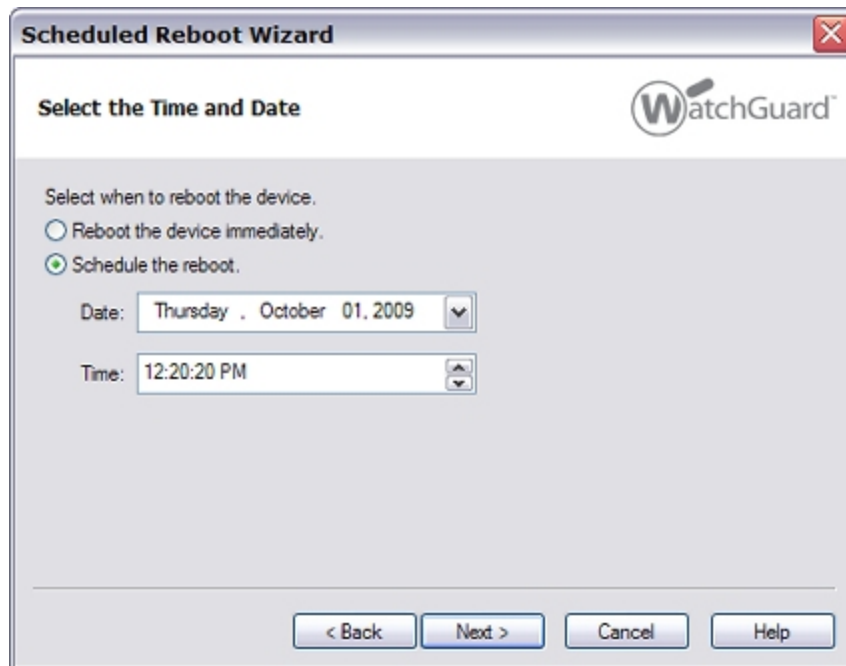 Scheduled Reboot Wizard
Select the Time and Date
WatchGuard™
Select when to reboot the device.
Reboot the device immediately.
Schedule the reboot.
Date: Thursday , October 01, 2009
Time: 12:20:20 PM
< Back Next > Cancel Help